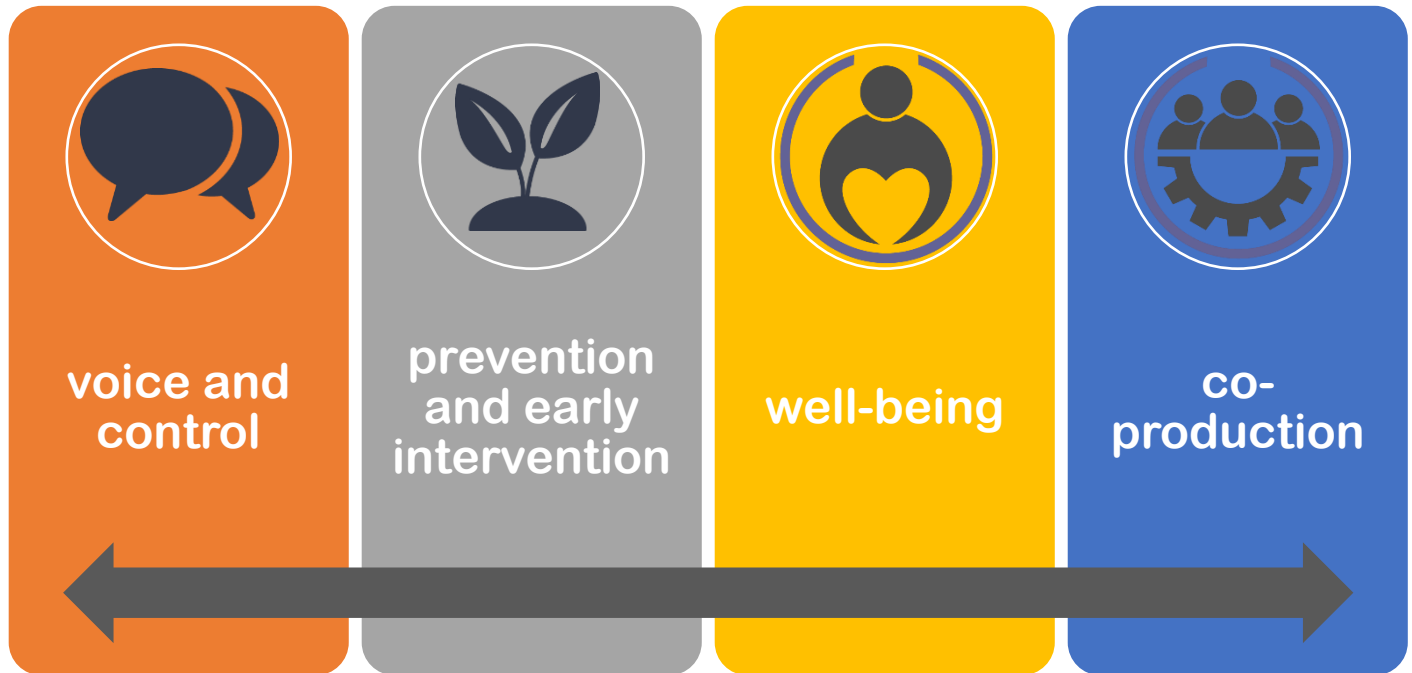 voice and
control
prevention
and early
intervention
well-being
co-
production